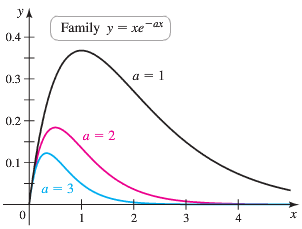 y
Family y = xe^{-ax}
0.4
0.3
a = 1
0.2
a = 2
0.1
a = 3
0
1 2 3 4 x